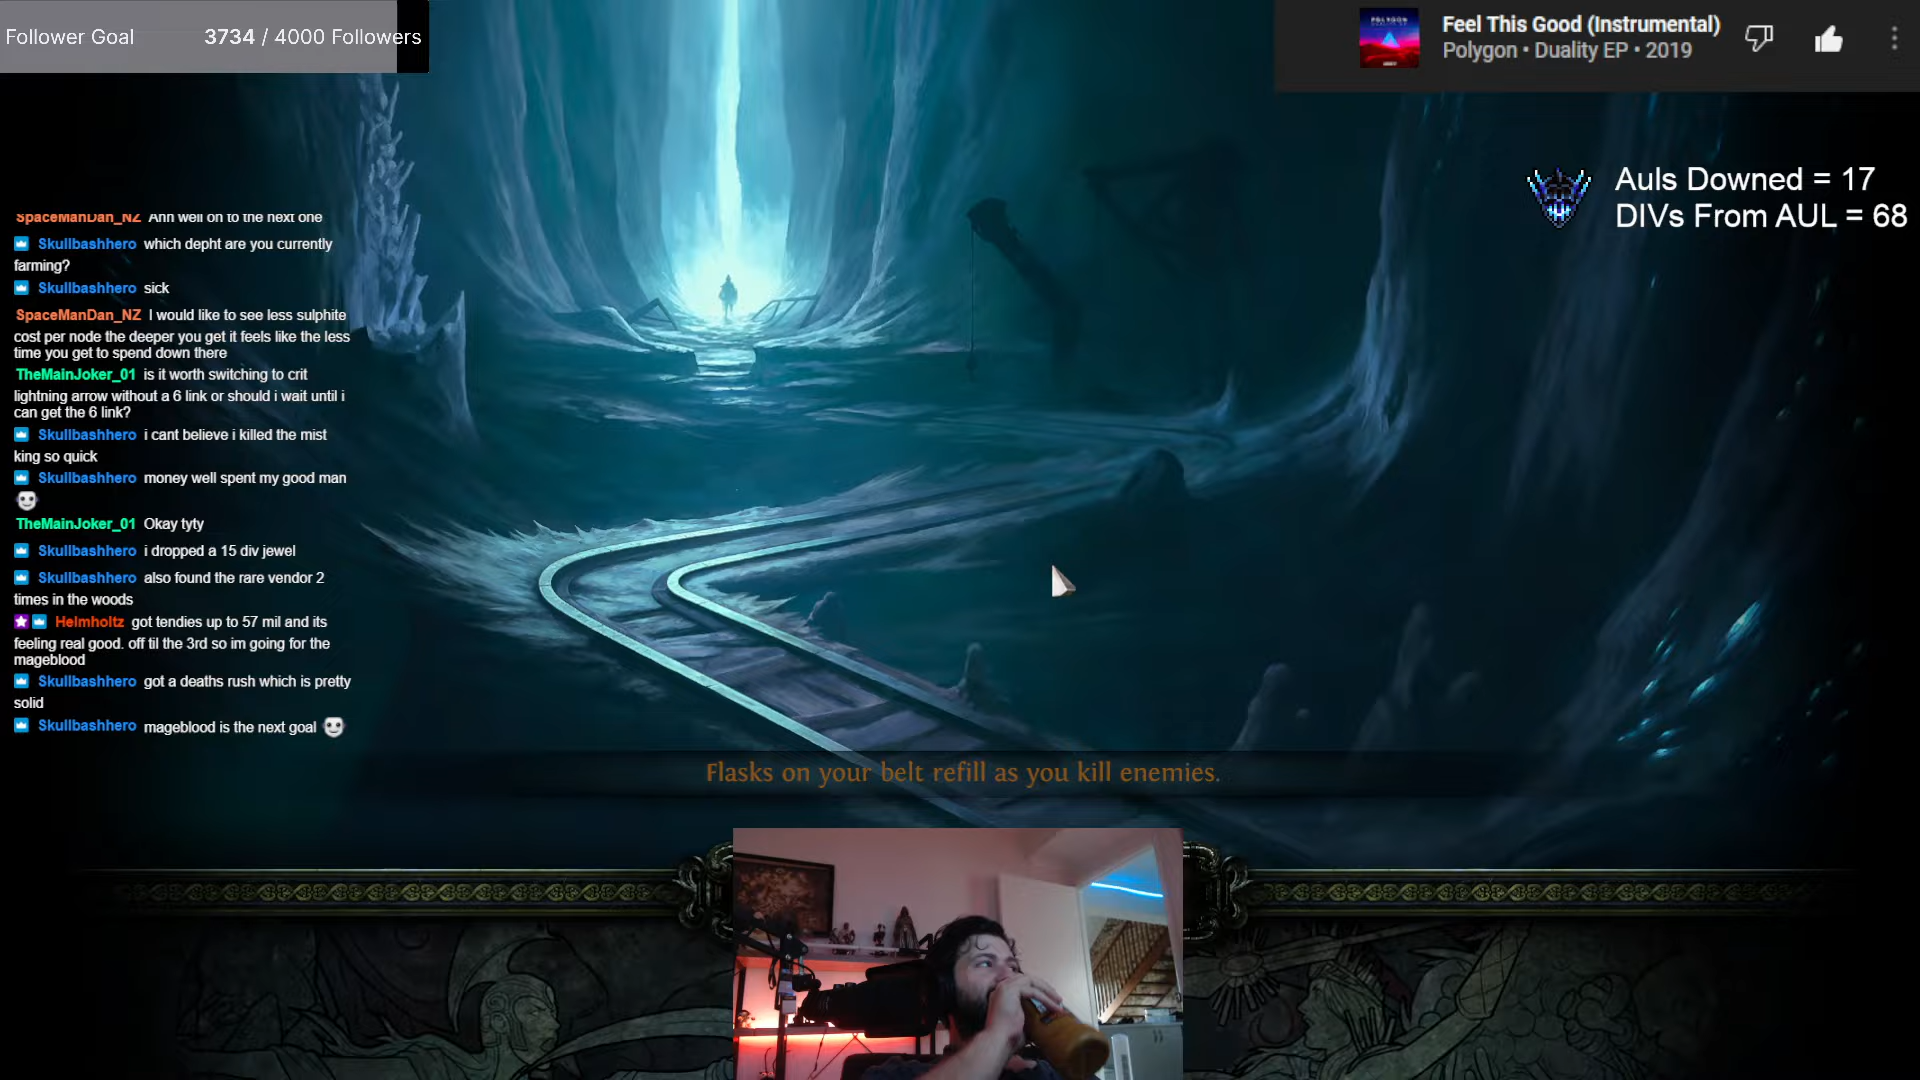 Follower Goal 3734 / 4000 Followers
Feel This Good (Instrumental)
Polygon • Duality EP • 2019
POLYGON
Auls Downed = 17
DIVs From AUL = 68
SpaceManDan_NZ Ahh well on to the next one
Skullbashhero which depht are you currently
farming?
Skullbashhero sick
SpaceManDan_NZ I would like to see less sulphite
cost per node the deeper you get it feels like the less
time you get to spend down there
TheMainJoker_01 is it worth switching to crit
lightning arrow without a 6 link or should i wait until i
can get the 6 link?
Skullbashhero i cant believe i killed the mist
king so quick
Skullbashhero money well spent my good man
TheMainJoker_01 Okay tyty
Skullbashhero i dropped a 15 div jewel
Skullbashhero also found the rare vendor 2
times in the woods
Helmholtz got tendies up to 57 mil and its
feeling real good. off til the 3rd so im going for the
mageblood
Skullbashhero got a deaths rush which is pretty
solid
Skullbashhero mageblood is the next goal
Flasks on your belt refill as you kill enemies.